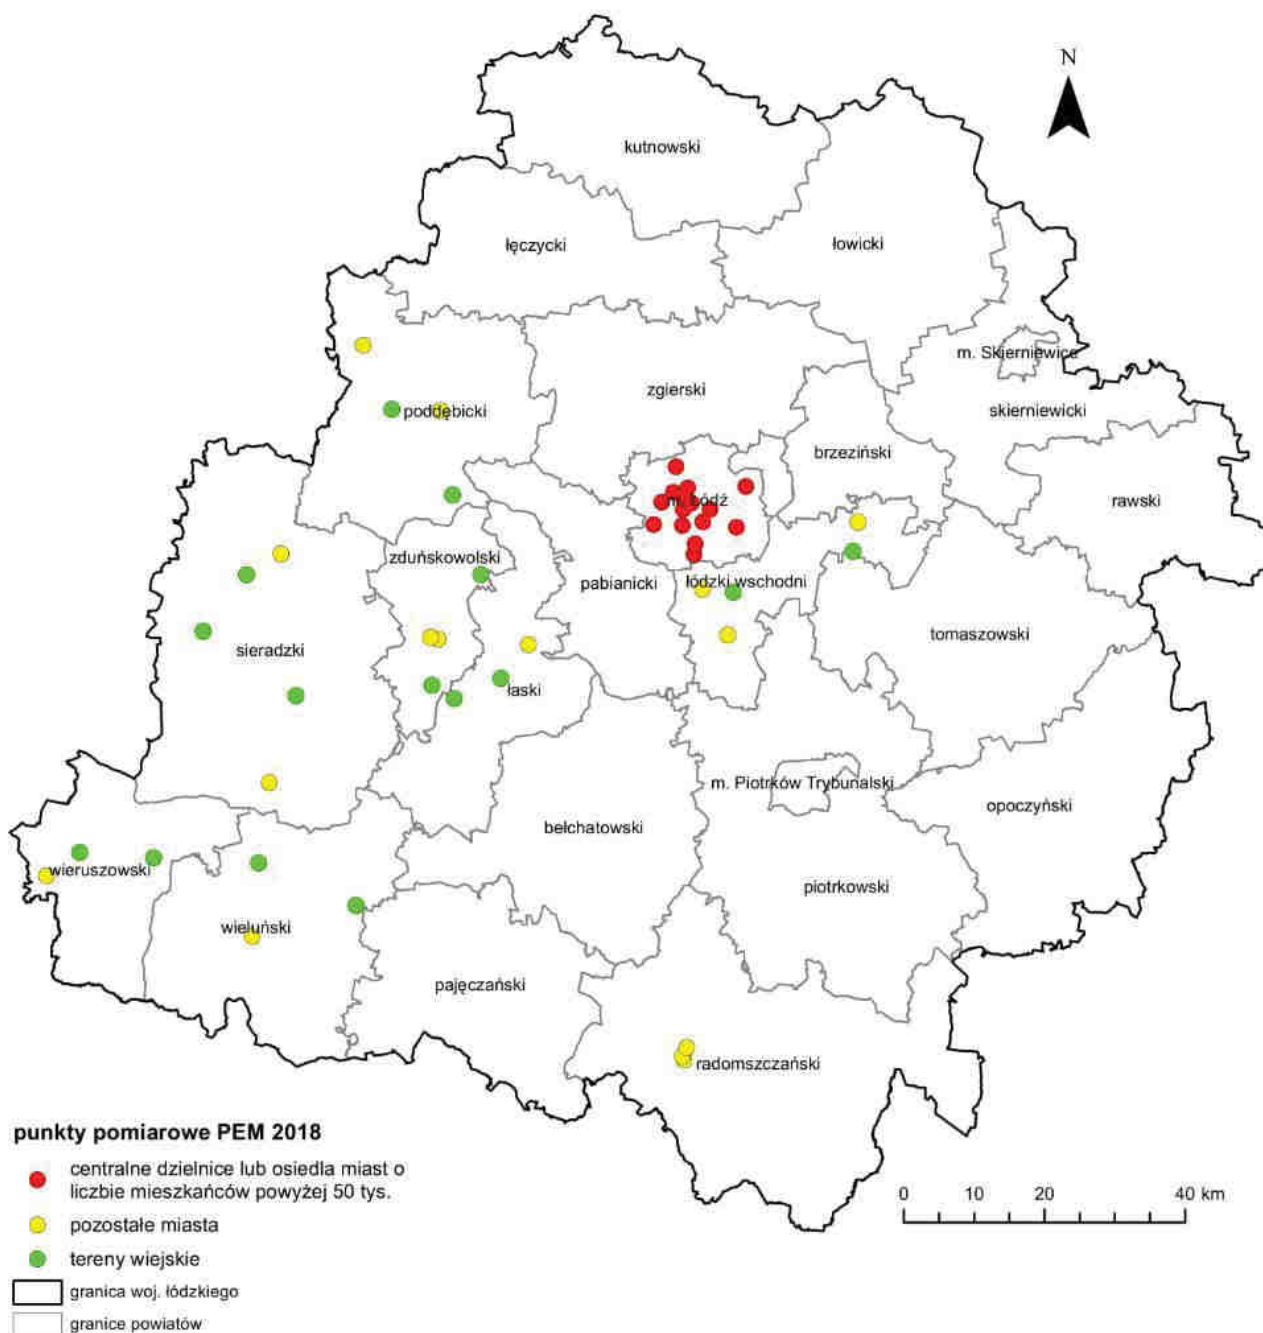 N
kutnowski
łęczycki
łowicki
m. Skierniewice
zgierski
skierniewicki
poddębicki
brzeziński
m. Łódź
rawski
zduńskowolski
pabianicki
łódzki wschodni
tomaszowski
sieradzki
łaski
m. Piotrków Trybunalski
opoczyński
bełchatowski
wieruszowski
piotrkowski
wieluński
pajęczański
radomszczański
punkty pomiarowe PEM 2018
centralne dzielnice lub osiedla miast o
liczbie mieszkańców powyżej 50 tys.
pozostałe miasta
tereny wiejskie
granica woj. łódzkiego
granice powiatów
0 10 20 40 km